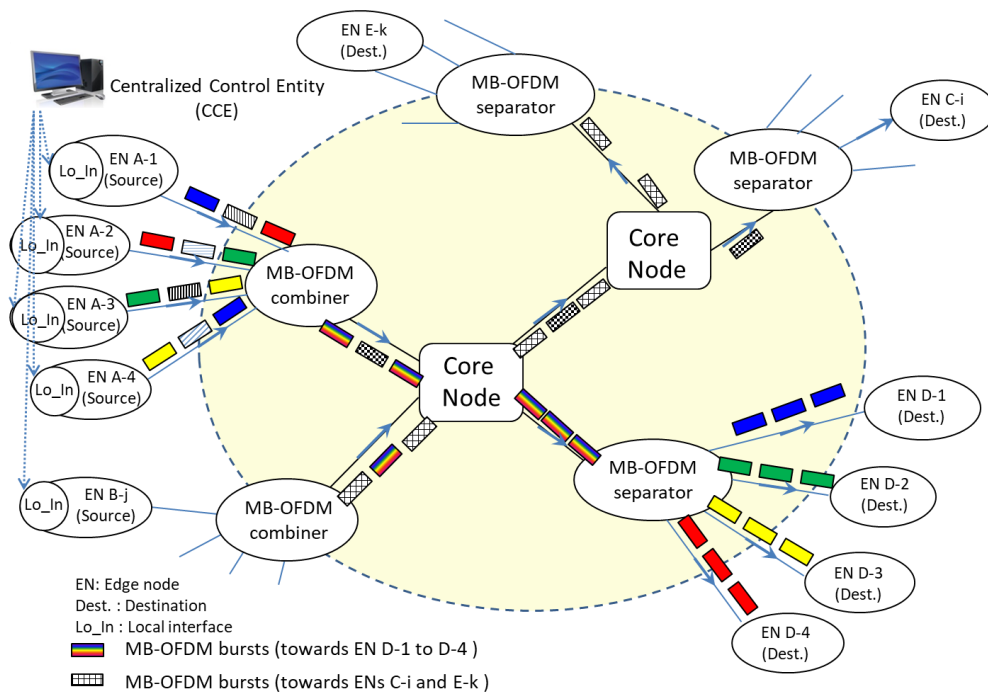 EN E-k
(Dest.)
MB-OFDM
separator
Centralized Control Entity
(CCE)
EN C-i
(Dest.)
MB-OFDM
separator
Lo_In
EN A-1
(Source)
Lo_In
EN A-2
(Source)
Core
Node
MB-OFDM
combiner
Lo_In
EN A-3
(Source)
Lo_In
EN A-4
(Source)
Core
Node
EN D-1
(Dest.)
MB-OFDM
separator
EN D-2
(Dest.)
Lo_In
EN B-j
(Source)
MB-OFDM
combiner
EN D-3
(Dest.)
EN D-4
(Dest.)
EN: Edge node
Dest. : Destination
Lo_In : Local interface
MB-OFDM bursts (towards EN D-1 to D-4 )
MB-OFDM bursts (towards ENs C-i and E-k )